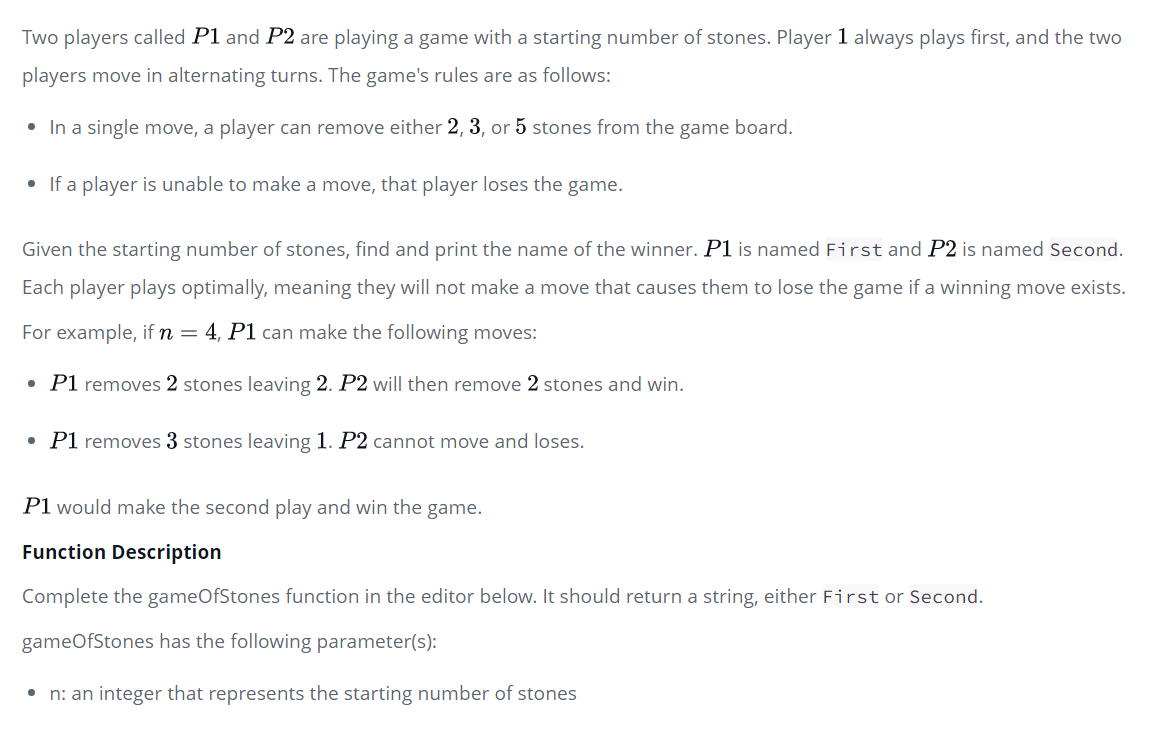 Two players called P1 and P2 are playing a game with a starting number of stones. Player 1 always plays first, and the two
players move in alternating turns. The game's rules are as follows:
• In a single move, a player can remove either 2, 3, or 5 stones from the game board.
• If a player is unable to make a move, that player loses the game.
Given the starting number of stones, find and print the name of the winner. P1 is named First and P2 is named Second.
Each player plays optimally, meaning they will not make a move that causes them to lose the game if a winning move exists.
For example, if n = 4, P1 can make the following moves:
• P1 removes 2 stones leaving 2. P2 will then remove 2 stones and win.
• P1 removes 3 stones leaving 1. P2 cannot move and loses.
P1 would make the second play and win the game.
Function Description
Complete the gameOfStones function in the editor below. It should return a string, either First or Second.
gameOfStones has the following parameter(s):
• n: an integer that represents the starting number of stones